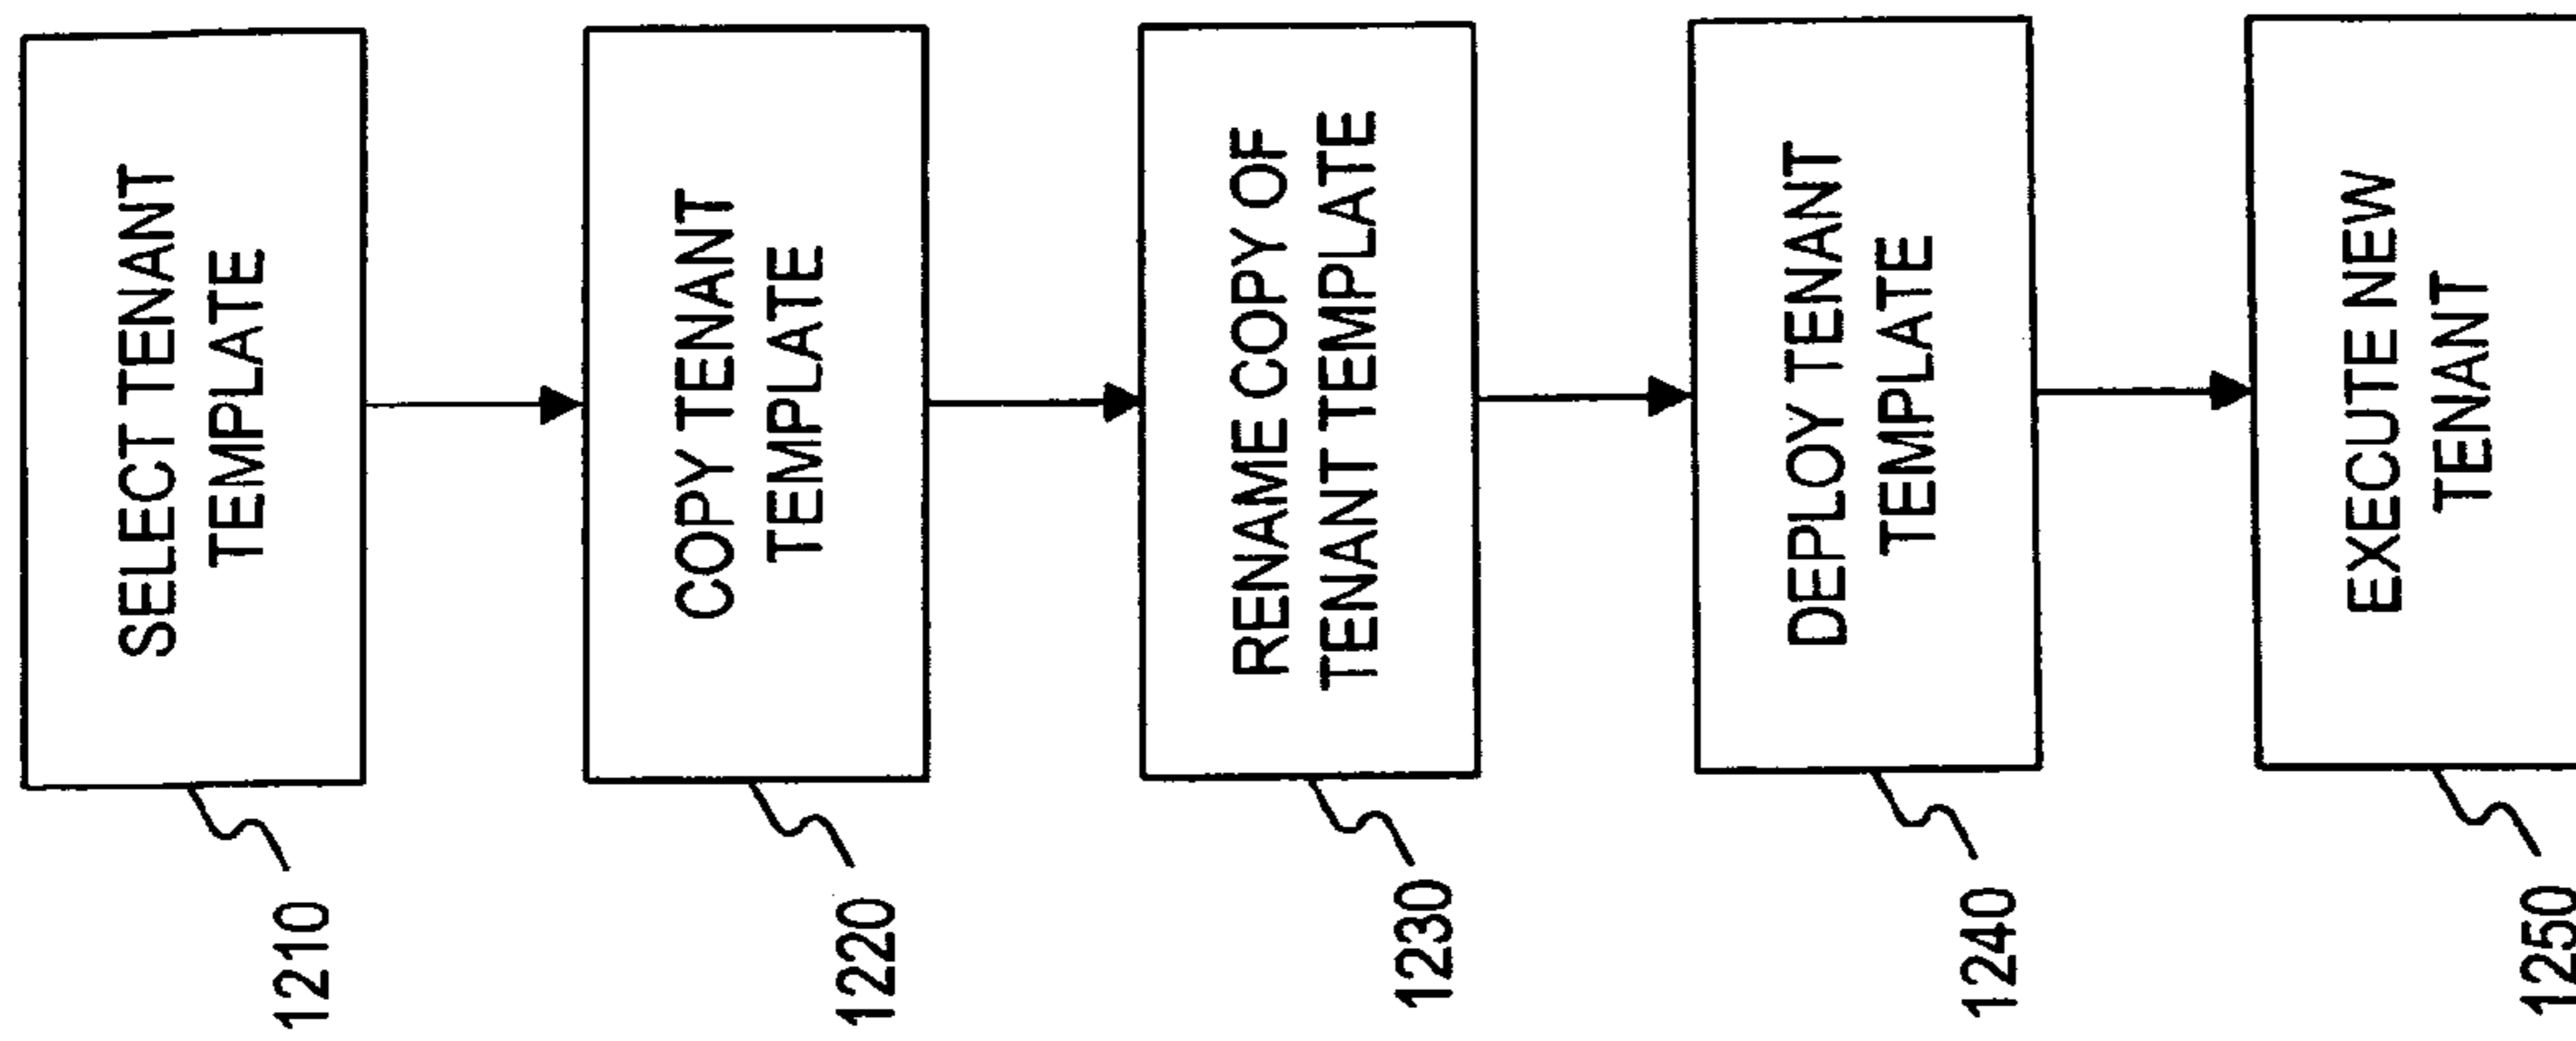 SELECT TENANT
TEMPLATE
1210
COPY TENANT
TEMPLATE
1220
RENAME COPY OF
TENANT TEMPLATE
1230
DEPLOY TENANT
TEMPLATE
1240
EXECUTE NEW
TENANT
1250